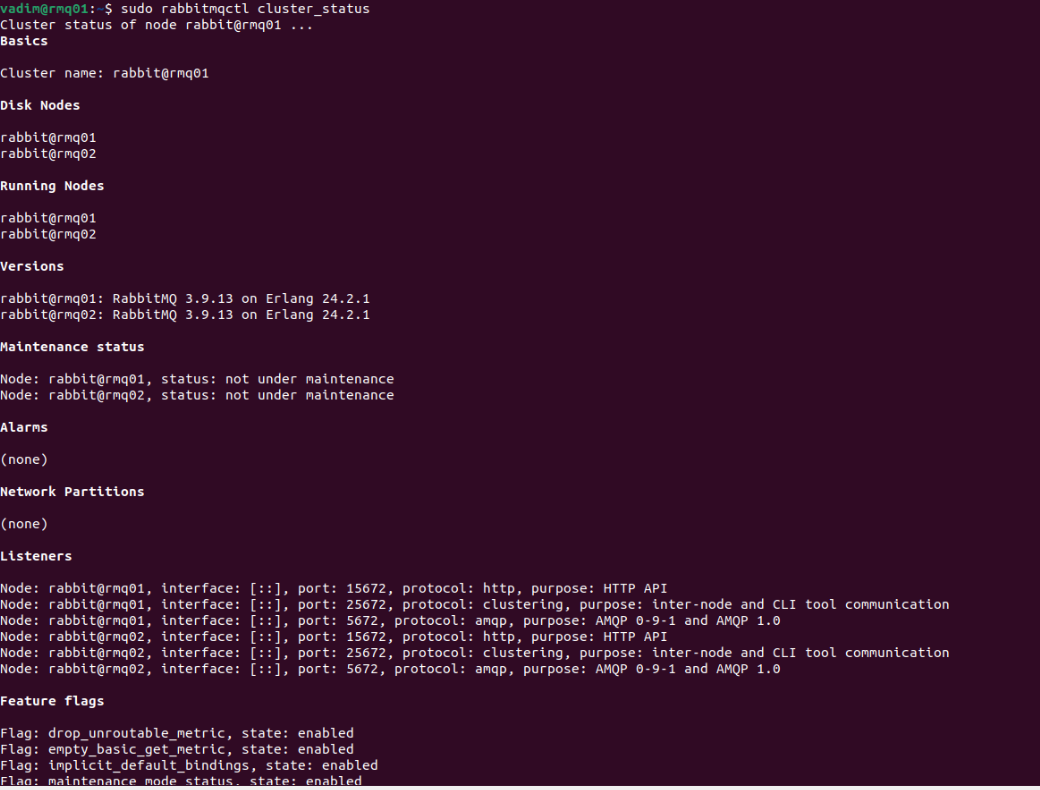 vadim@rmq01:~$ sudo rabbitmqctl cluster_status
Cluster status of node rabbit@rmq01 ...
Basics
Cluster name: rabbit@rmq01
Disk Nodes
rabbit@rmq01
rabbit@rmq02
Running Nodes
rabbit@rmq01
rabbit@rmq02
Versions
rabbit@rmq01: RabbitMQ 3.9.13 on Erlang 24.2.1
rabbit@rmq02: RabbitMQ 3.9.13 on Erlang 24.2.1
Maintenance status
Node: rabbit@rmq01, status: not under maintenance
Node: rabbit@rmq02, status: not under maintenance
Alarms
(none)
Network Partitions
(none)
Listeners
Node: rabbit@rmq01, interface: [::], port: 15672, protocol: http, purpose: HTTP API
Node: rabbit@rmq01, interface: [::], port: 25672, protocol: clustering, purpose: inter-node and CLI tool communication
Node: rabbit@rmq01, interface: [::], port: 5672, protocol: amqp, purpose: AMQP 0-9-1 and AMQP 1.0
Node: rabbit@rmq02, interface: [::], port: 15672, protocol: http, purpose: HTTP API
Node: rabbit@rmq02, interface: [::], port: 25672, protocol: clustering, purpose: inter-node and CLI tool communication
Node: rabbit@rmq02, interface: [::], port: 5672, protocol: amqp, purpose: AMQP 0-9-1 and AMQP 1.0
Feature flags
Flag: drop_unroutable_metric, state: enabled
Flag: empty_basic_get_metric, state: enabled
Flag: implicit_default_bindings, state: enabled
Flag: maintenance_mode_status, state: enabled